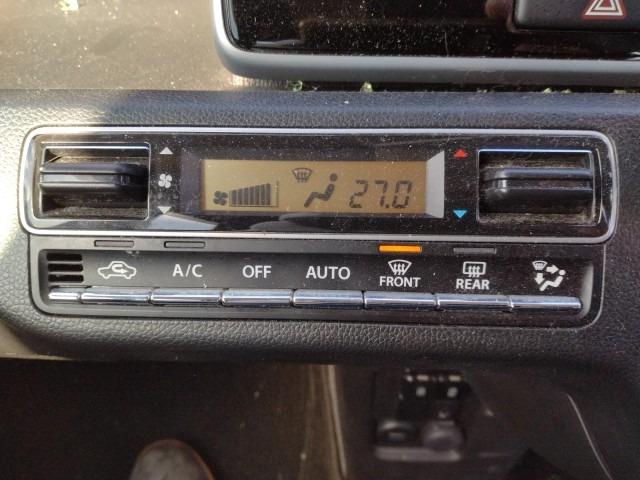 27.0
A/C OFF AUTO FRONT REAR